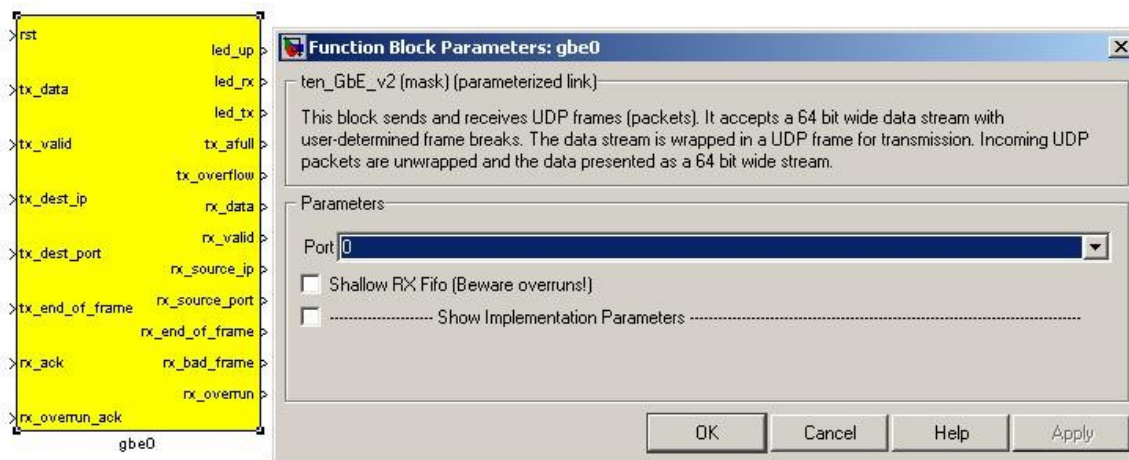 rst
tx_data
tx_valid
tx_dest_ip
tx_dest_port
tx_end_of_frame
rx_ack
rx_overrun_ack
led_up
led_rx
led_tx
tx_afull
tx_overflow
rx_data
rx_valid
rx_source_ip
rx_source_port
rx_end_of_frame
rx_bad_frame
rx_overrun
gbe0
Function Block Parameters: gbe0
ten_GbE_v2 (mask) (parameterized link)
This block sends and receives UDP frames (packets). It accepts a 64 bit wide data stream with
user-determined frame breaks. The data stream is wrapped in a UDP frame for transmission. Incoming UDP
packets are unwrapped and the data presented as a 64 bit wide stream.
Parameters
Port 0
Shallow RX Fifo (Beware overruns!)
--------------------- Show Implementation Parameters ---------------------------------------------------------------
OK
Cancel
Help
Apply